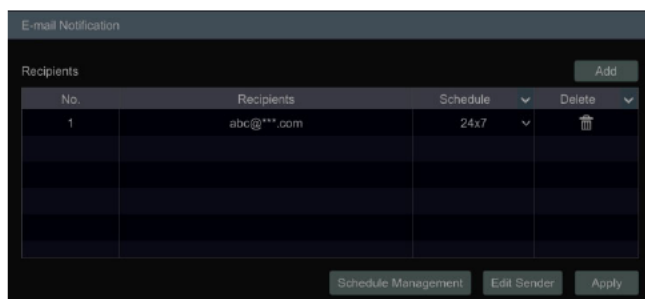 E-mail Notification
Recipients Add
No. Recipients Schedule Delete
1 abc@***.com 24x7
Schedule Management Edit Sender Apply